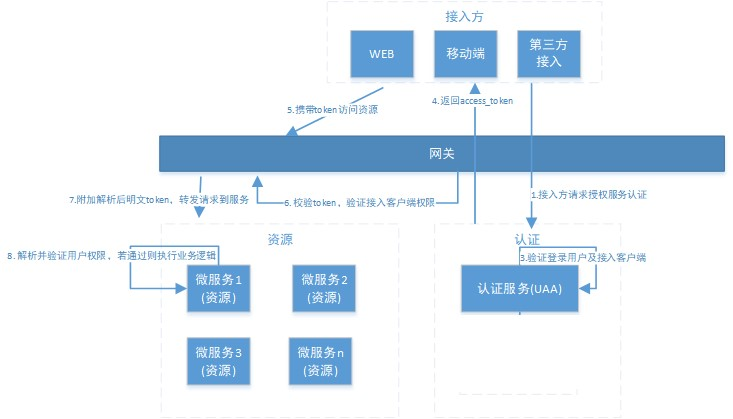 接入方
WEB
移动端
第三方
接入
5.携带token访问资源
4.返回access_token
网关
7.附加解析后明文token，转发请求到服务
6. 校验token，验证接入客户端权限
1.接入方请求授权服务认证
资源
认证
8. 解析并验证用户权限，若通过则执行业务逻辑
3.验证登录用户及接入客户端
微服务1
(资源)
微服务2
(资源)
认证服务(UAA)
微服务3
(资源)
微服务n
(资源)